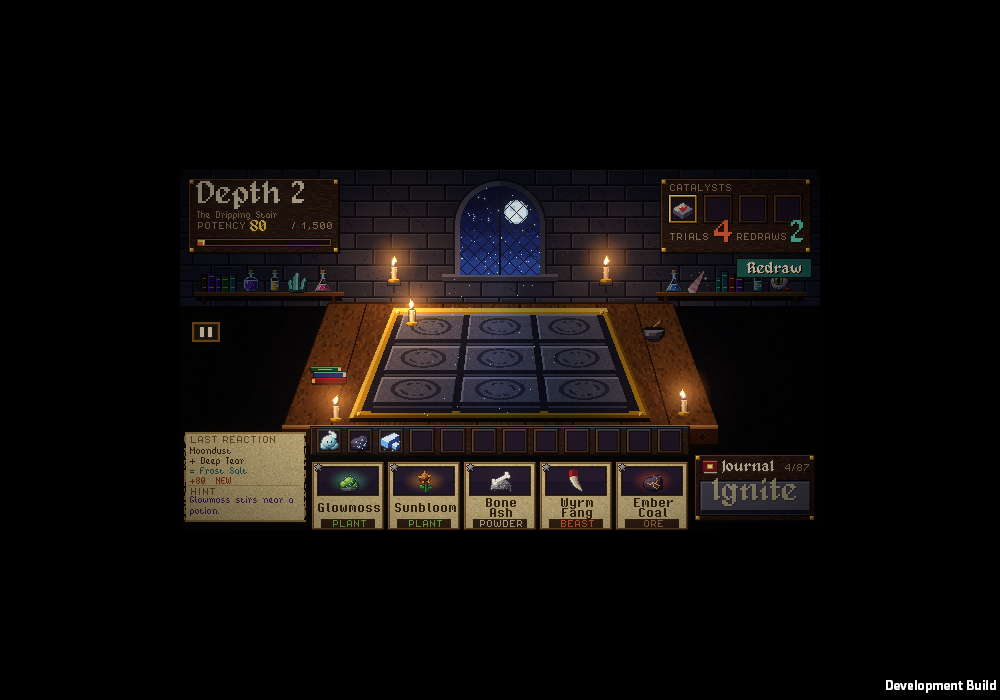 Depth 2
The Dripping Stair
POTENCY 80 / 1,500
CATALYSTS
TRIALS 4 REDRAWS 2
Redraw
LAST REACTION
Moondust
+ Deep Tear
= Frost Salt
+80 NEW
HINT
Glowmoss stirs near a
potion.
Glowmoss
PLANT
Sunbloom
PLANT
Bone
Ash
POWDER
Wyrm
Fang
BEAST
Ember
Coal
ORE
Journal 4/87
Ignite
Development Build